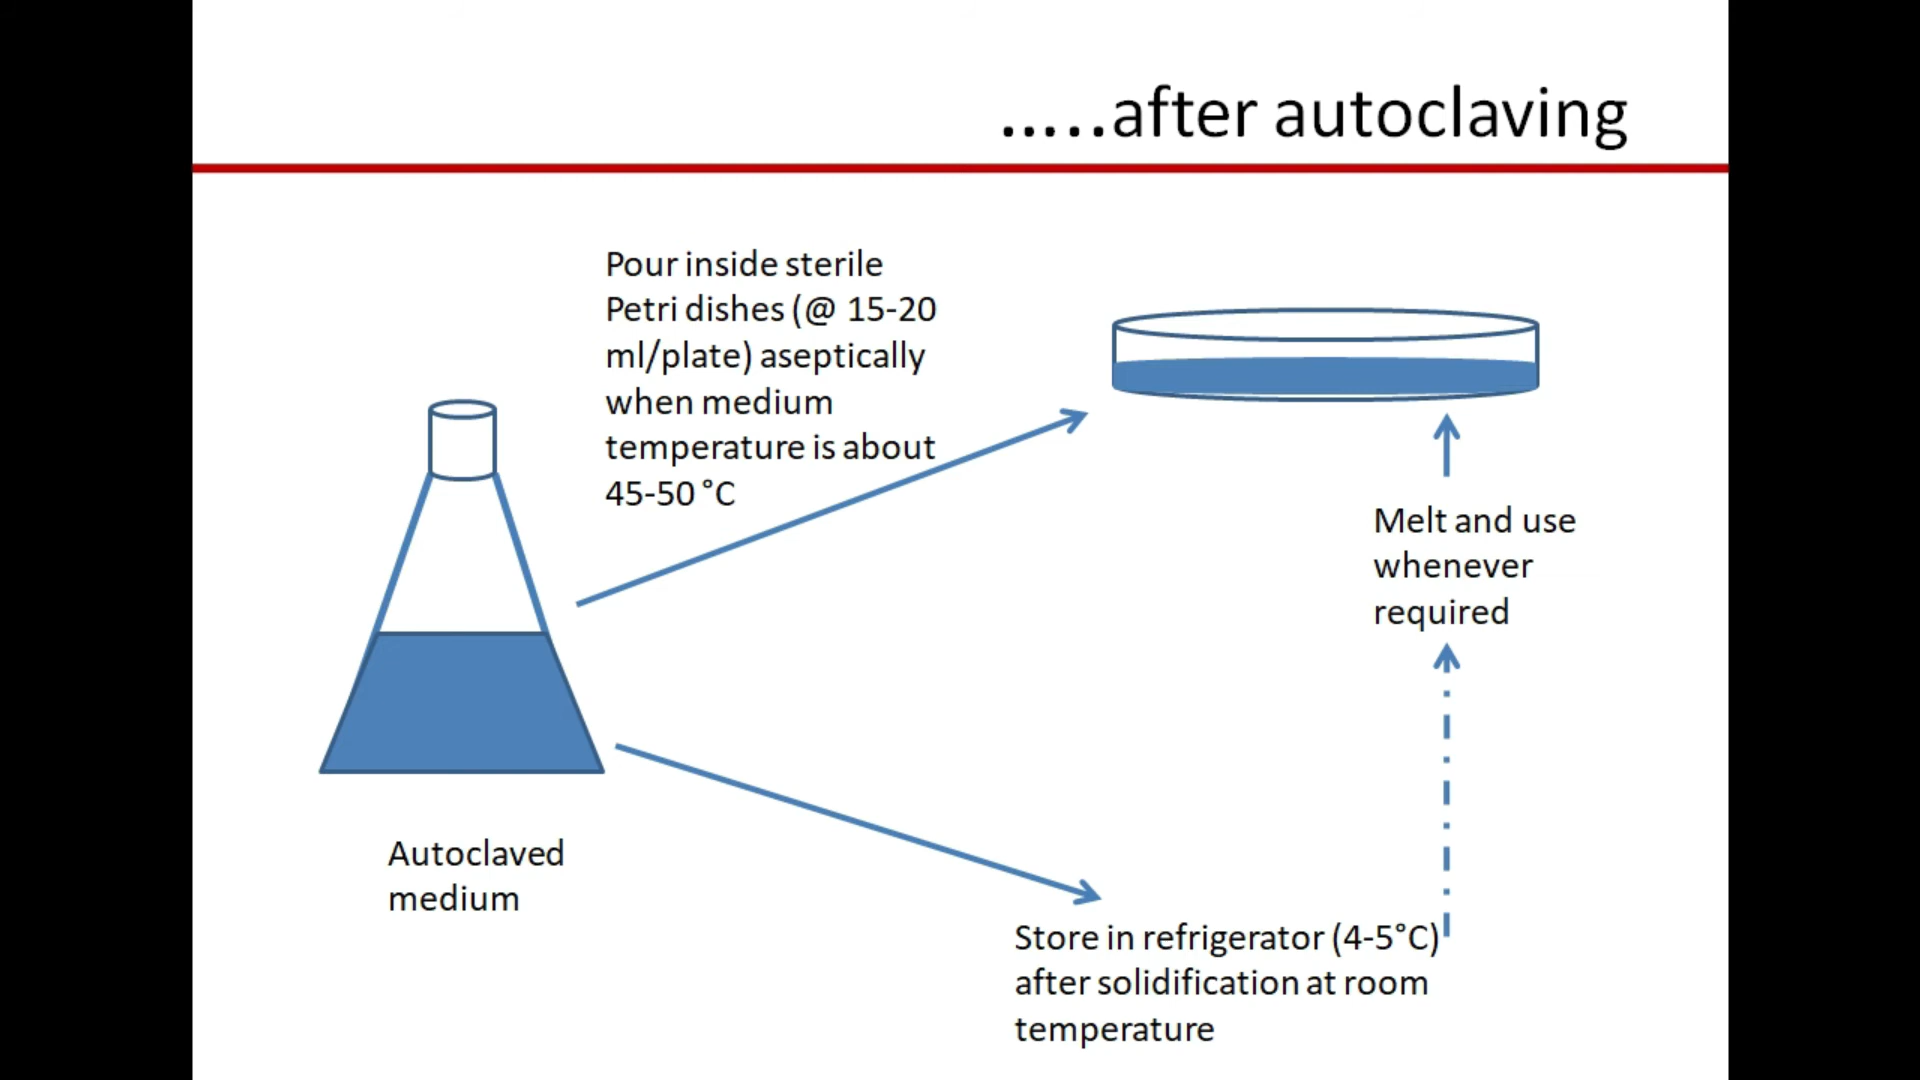 .....after autoclaving
Pour inside sterile
Petri dishes (@ 15-20
ml/plate) aseptically
when medium
temperature is about
45-50 °C
Melt and use
whenever
required
Autoclaved
medium
Store in refrigerator (4-5°C)
after solidification at room
temperature